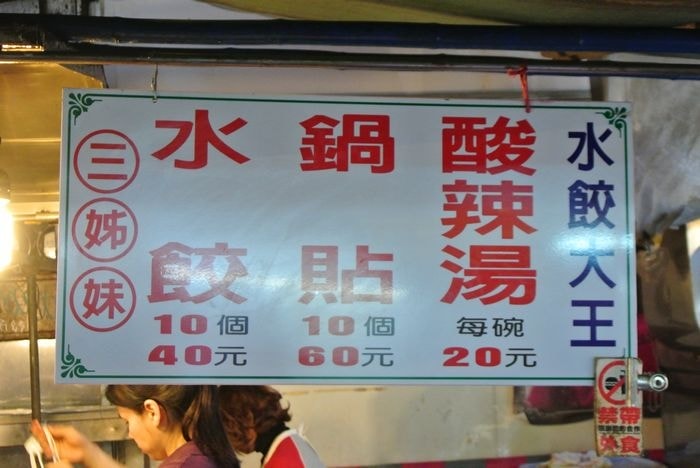 水餃大王
酸辣湯
每碗
20元
鍋貼
10個
60元
水餃
10個
40元
三姊妹
禁帶
外食